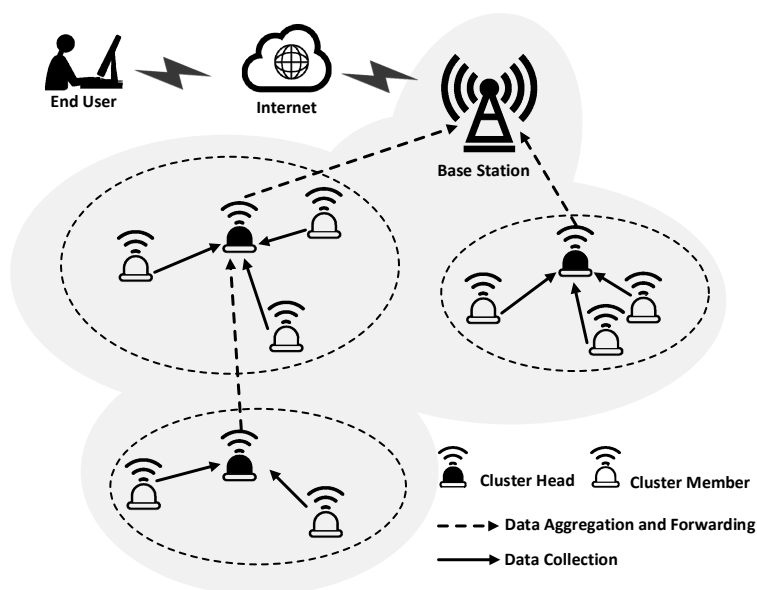 End User
Internet
Base Station
Cluster Head
Cluster Member
Data Aggregation and Forwarding
Data Collection